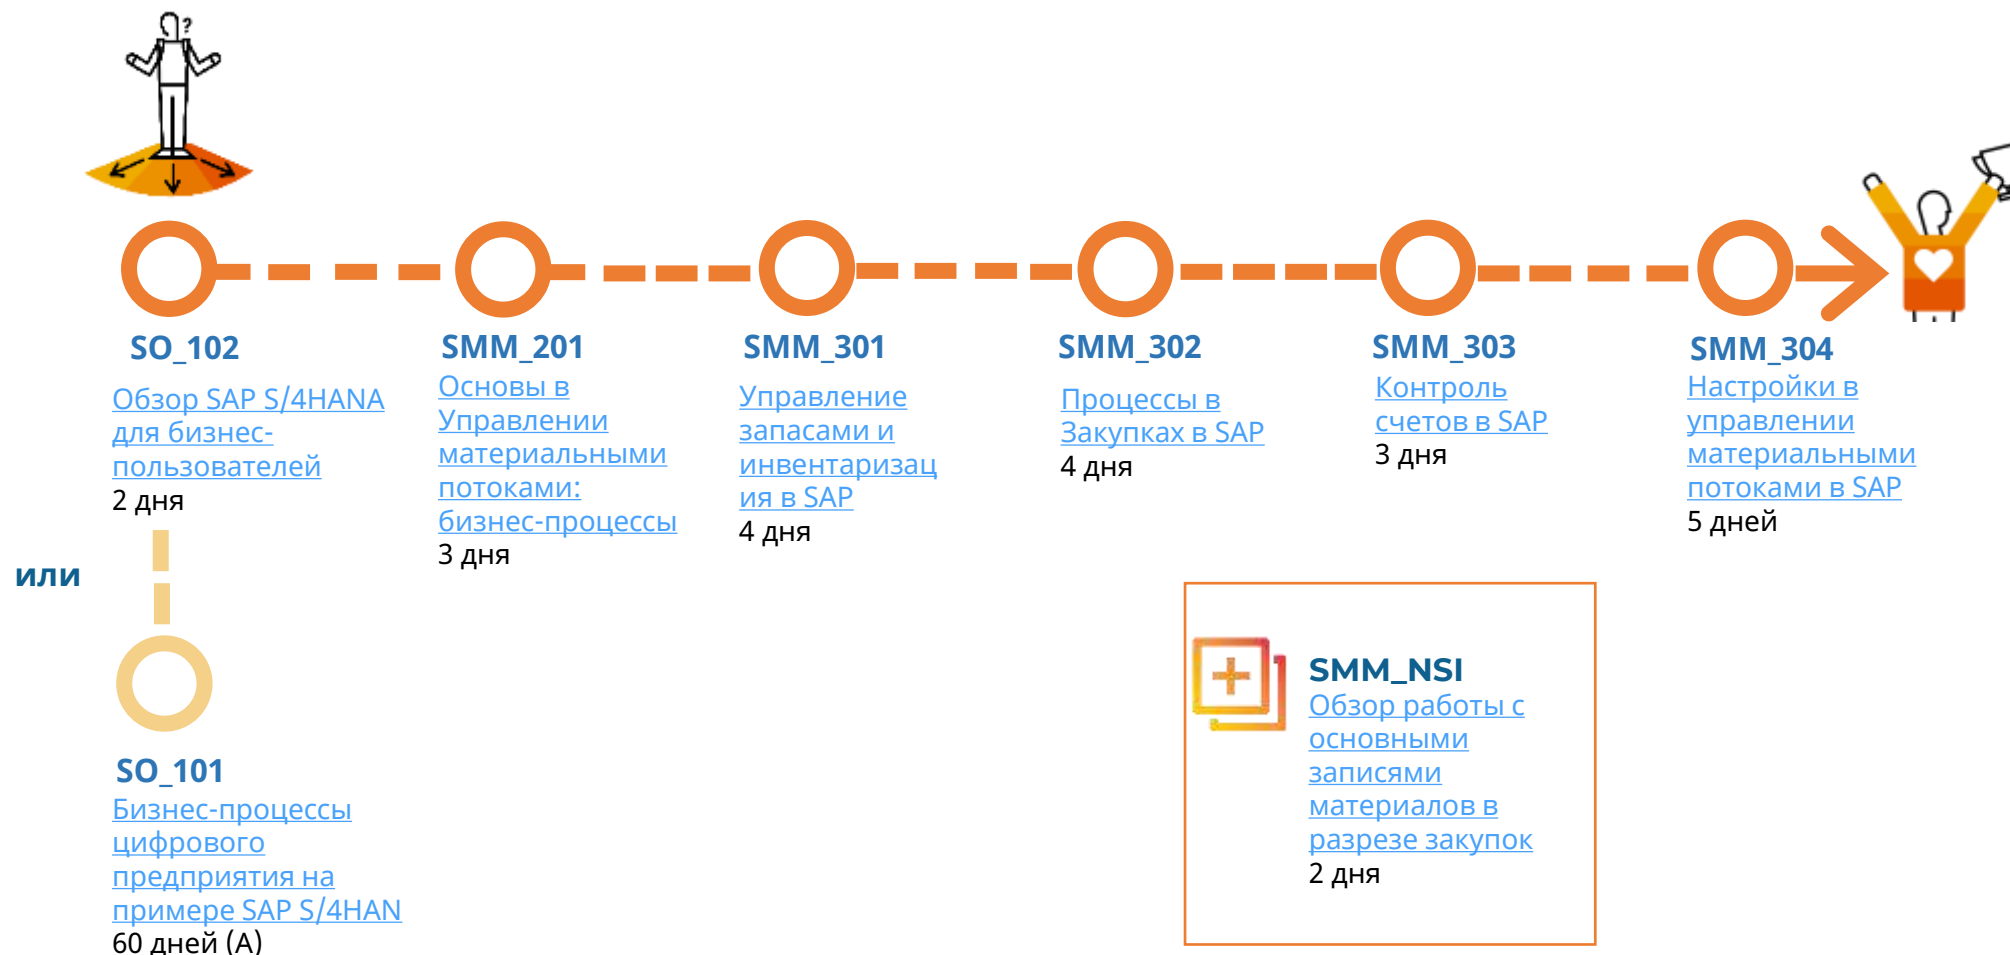 ?
SO_102
Обзор SAP S/4HANA
для бизнес-
пользователей
2 дня
SMM_201
Основы в
Управлении
материальными
потоками:
бизнес-процессы
3 дня
SMM_301
Управление
запасами и
инвентаризац
ия в SAP
4 дня
SMM_302
Процессы в
Закупках в SAP
4 дня
SMM_303
Контроль
счетов в SAP
3 дня
SMM_304
Настройки в
управлении
материальными
потоками в SAP
5 дней
или
SO_101
Бизнес-процессы
цифрового
предприятия на
примере SAP S/4HAN
60 дней (А)
SMM_NSI
Обзор работы с
основными
записями
материалов в
разрезе закупок
2 дня